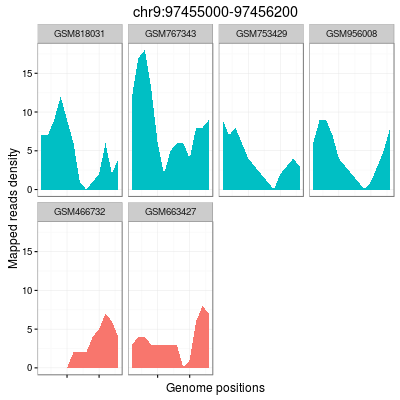 chr9:97455000-97456200
GSM818031 GSM767343 GSM753429 GSM956008
15
10
5
0
GSM466732 GSM663427
15
10
5
0
Mapped reads density
Genome positions